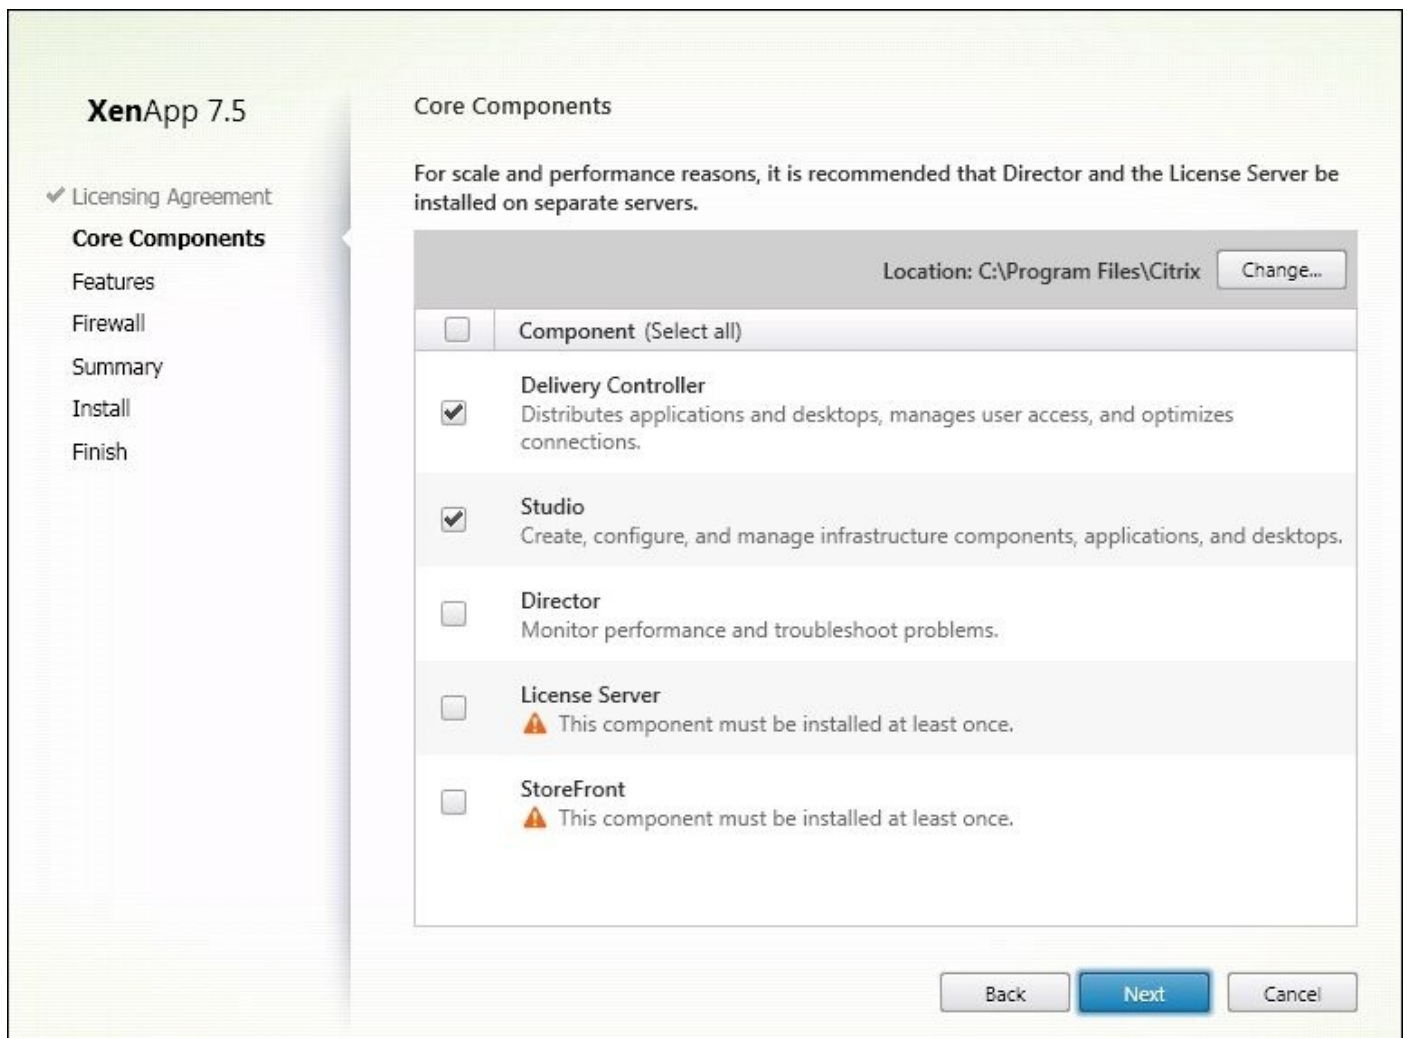 XenApp 7.5
Licensing Agreement
Core Components
Features
Firewall
Summary
Install
Finish
Core Components
For scale and performance reasons, it is recommended that Director and the License Server be
installed on separate servers.
Location: C:\Program Files\Citrix
Change...
Component (Select all)
Delivery Controller
Distributes applications and desktops, manages user access, and optimizes
connections.
Studio
Create, configure, and manage infrastructure components, applications, and desktops.
Director
Monitor performance and troubleshoot problems.
License Server
This component must be installed at least once.
StoreFront
This component must be installed at least once.
Back
Next
Cancel